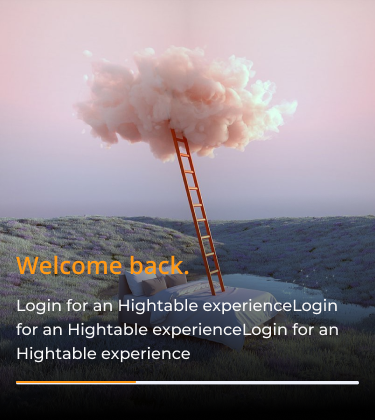 Welcome back.
Login for an Hightable experienceLogin
for an Hightable experienceLogin for an
Hightable experience